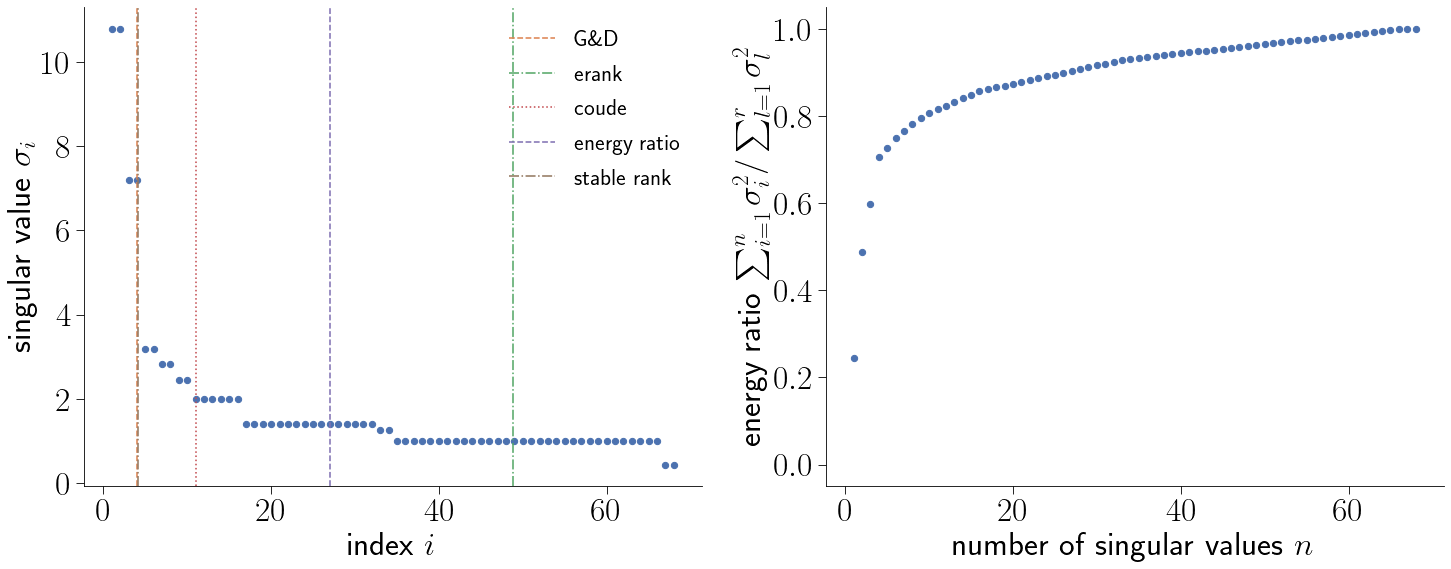 singular value σ_i
10
8
6
4
2
0
G&D
erank
coude
energy ratio
stable rank
0 20 40 60
index i
energy ratio ∑_{i=1}^{n} σ_i^2 / ∑_{l=1}^{r} σ_l^2
1.0
0.8
0.6
0.4
0.2
0.0
0 20 40 60
number of singular values n